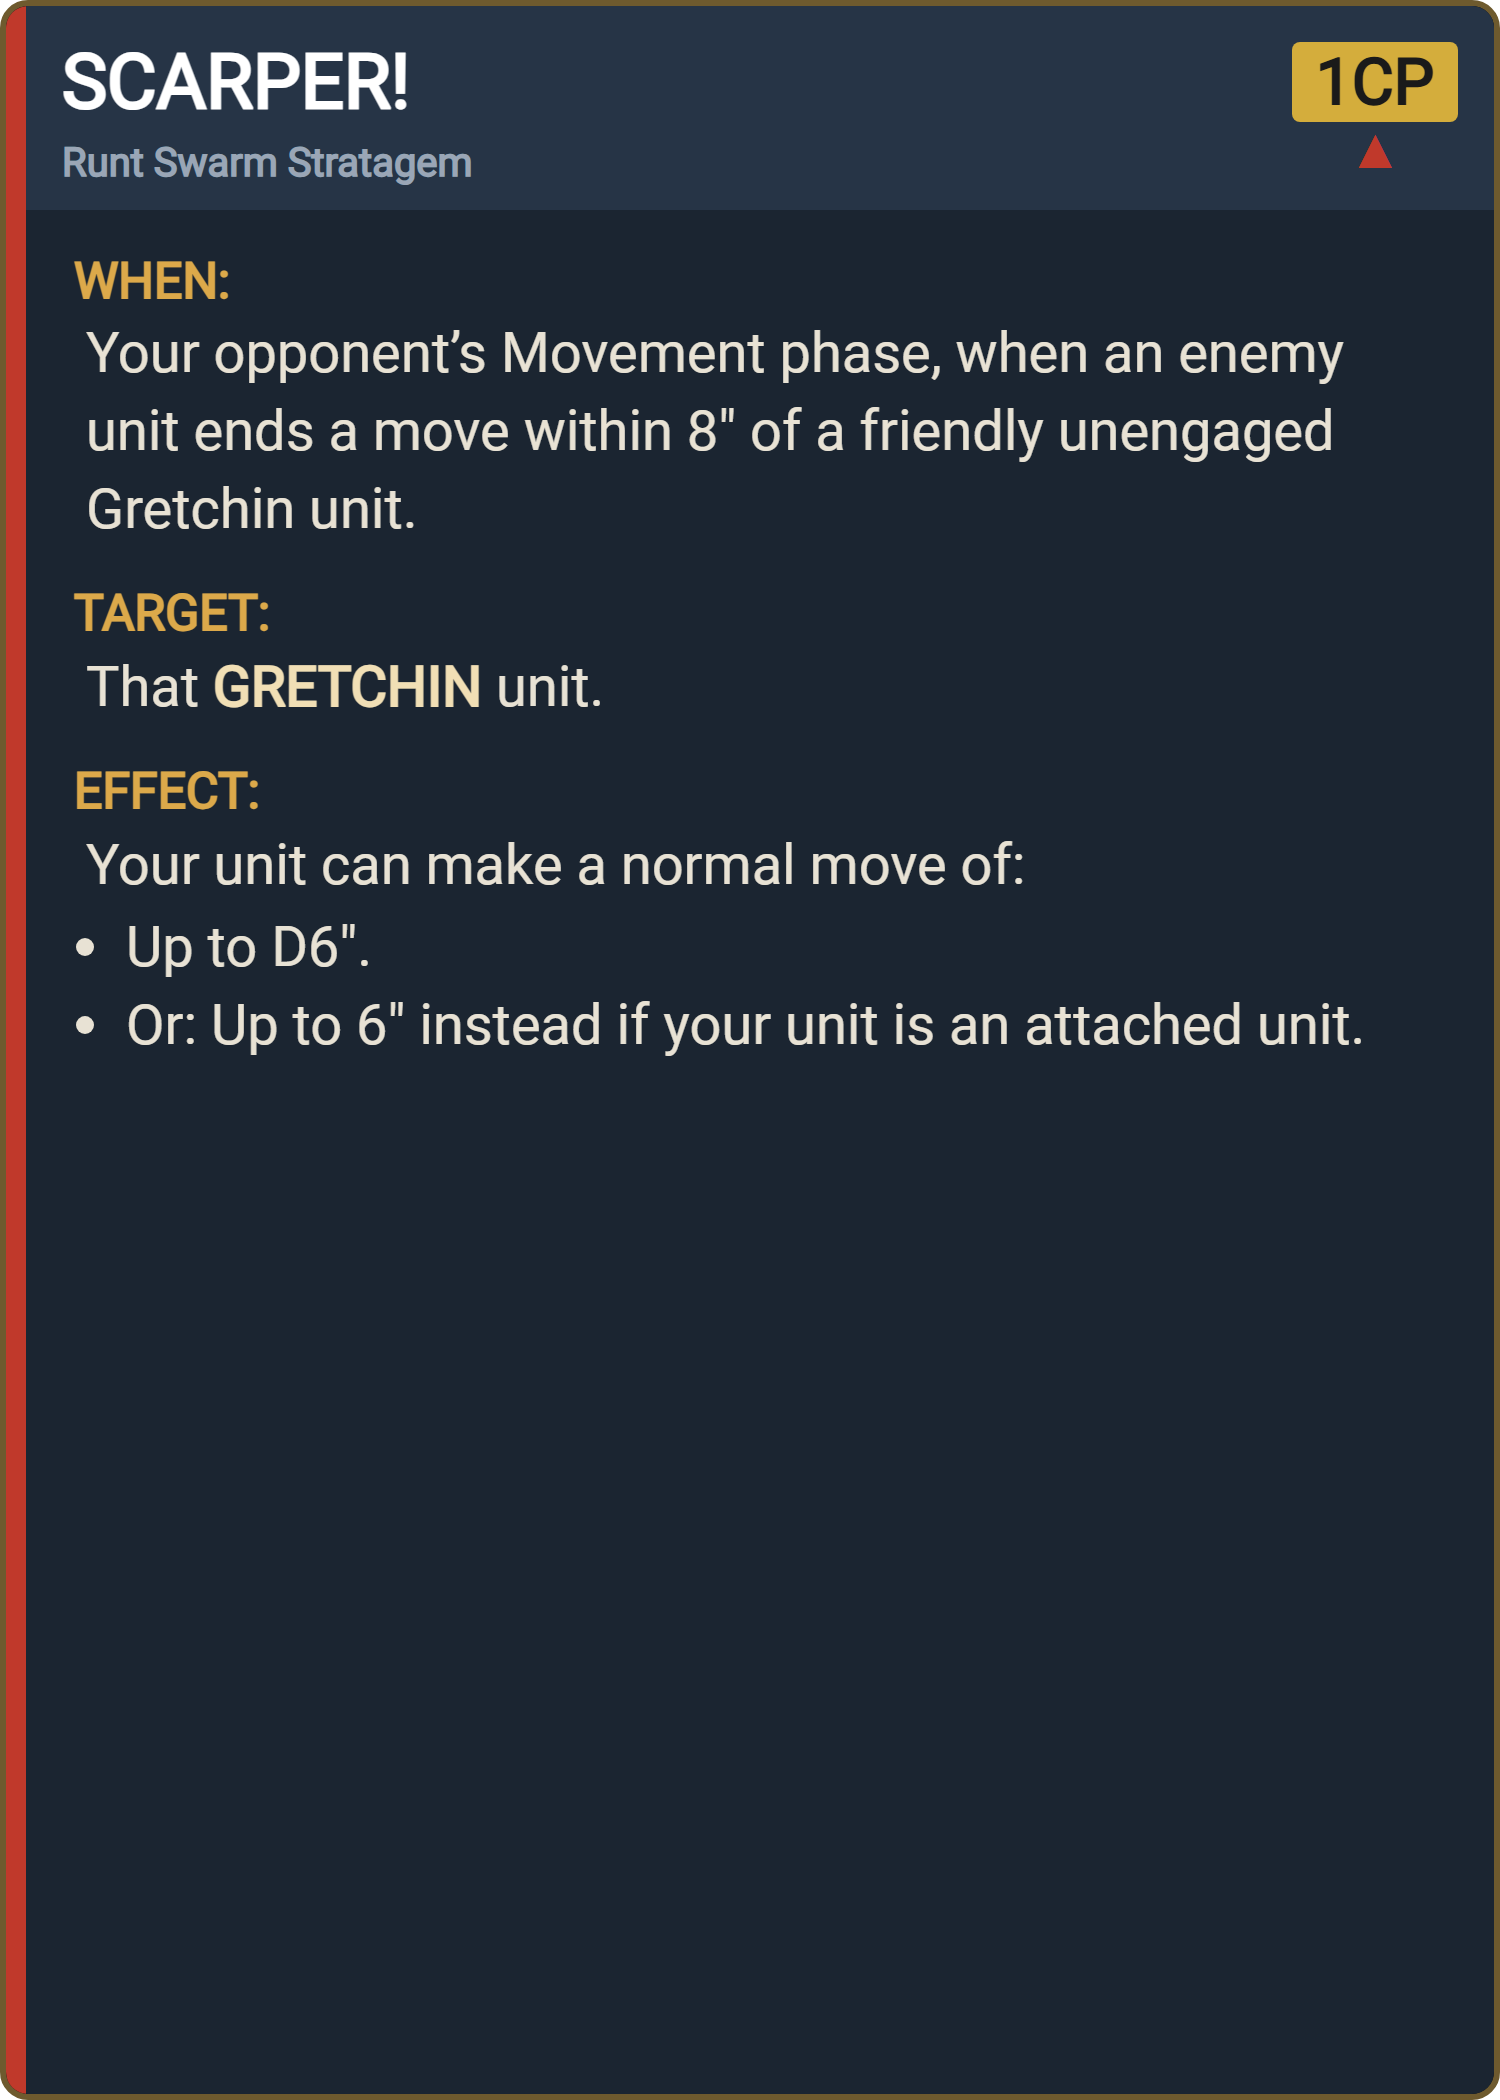 SCARPER!
1CP
Runt Swarm Stratagem
WHEN:
Your opponent’s Movement phase, when an enemy
unit ends a move within 8" of a friendly unengaged
Gretchin unit.
TARGET:
That GRETCHIN unit.
EFFECT:
Your unit can make a normal move of:
• Up to D6".
• Or: Up to 6" instead if your unit is an attached unit.